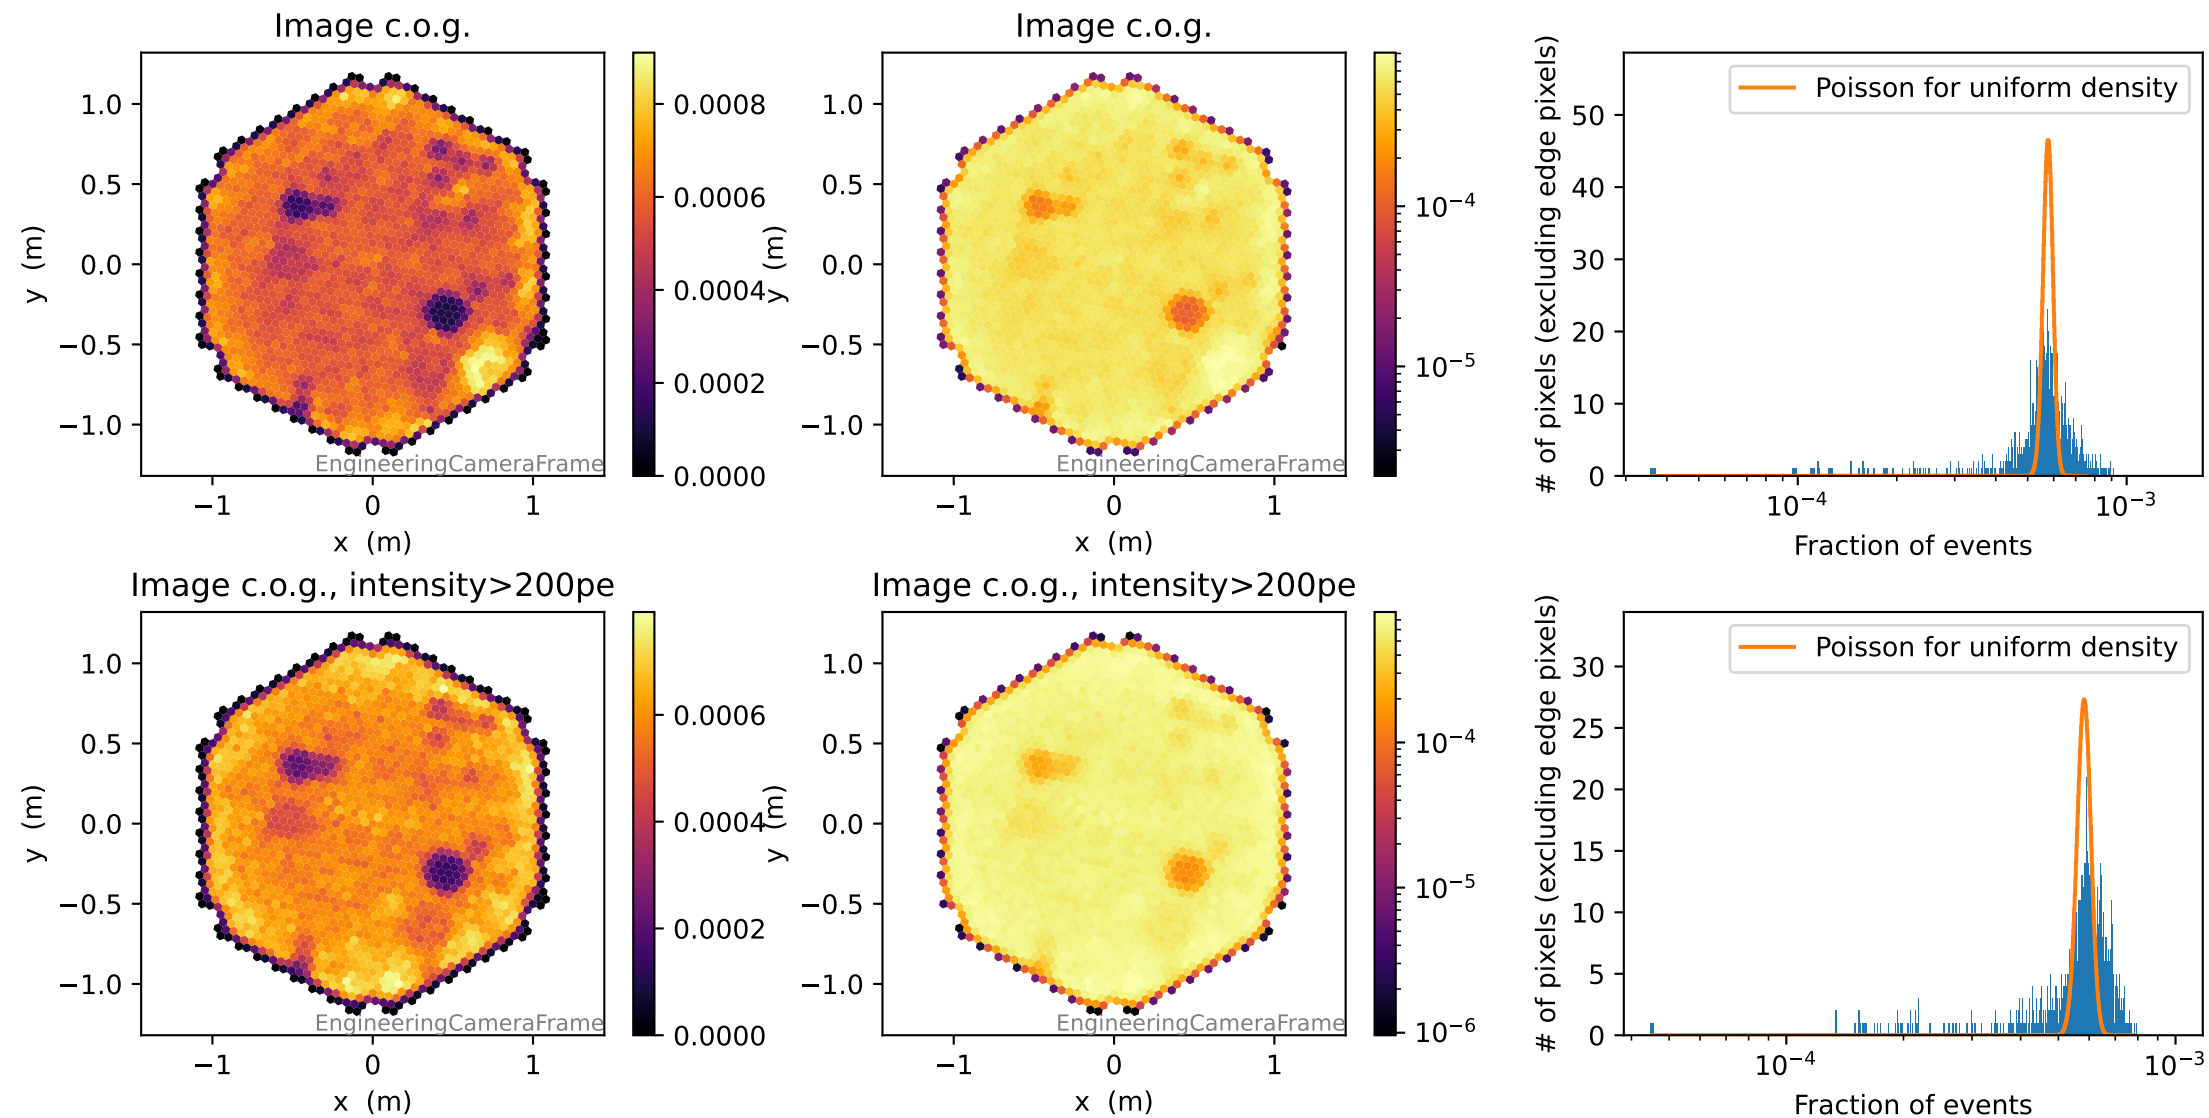 Image c.o.g.
1.0
0.5
0.0
−0.5
−1.0
y (m)
−1 0 1
x (m)
EngineeringCameraFrame
0.0008
0.0006
0.0004
0.0002
0.0000
Image c.o.g.
1.0
0.5
0.0
−0.5
−1.0
y (m)
−1 0 1
x (m)
EngineeringCameraFrame
10⁻⁴
10⁻⁵
Poisson for uniform density
50
40
30
20
10
0
# of pixels (excluding edge pixels)
10⁻⁴ 10⁻³
Fraction of events
Image c.o.g., intensity>200pe
1.0
0.5
0.0
−0.5
−1.0
y (m)
−1 0 1
x (m)
EngineeringCameraFrame
0.0006
0.0004
0.0002
0.0000
Image c.o.g., intensity>200pe
1.0
0.5
0.0
−0.5
−1.0
y (m)
−1 0 1
x (m)
EngineeringCameraFrame
10⁻⁴
10⁻⁵
10⁻⁶
Poisson for uniform density
30
25
20
15
10
5
0
# of pixels (excluding edge pixels)
10⁻⁴ 10⁻³
Fraction of events